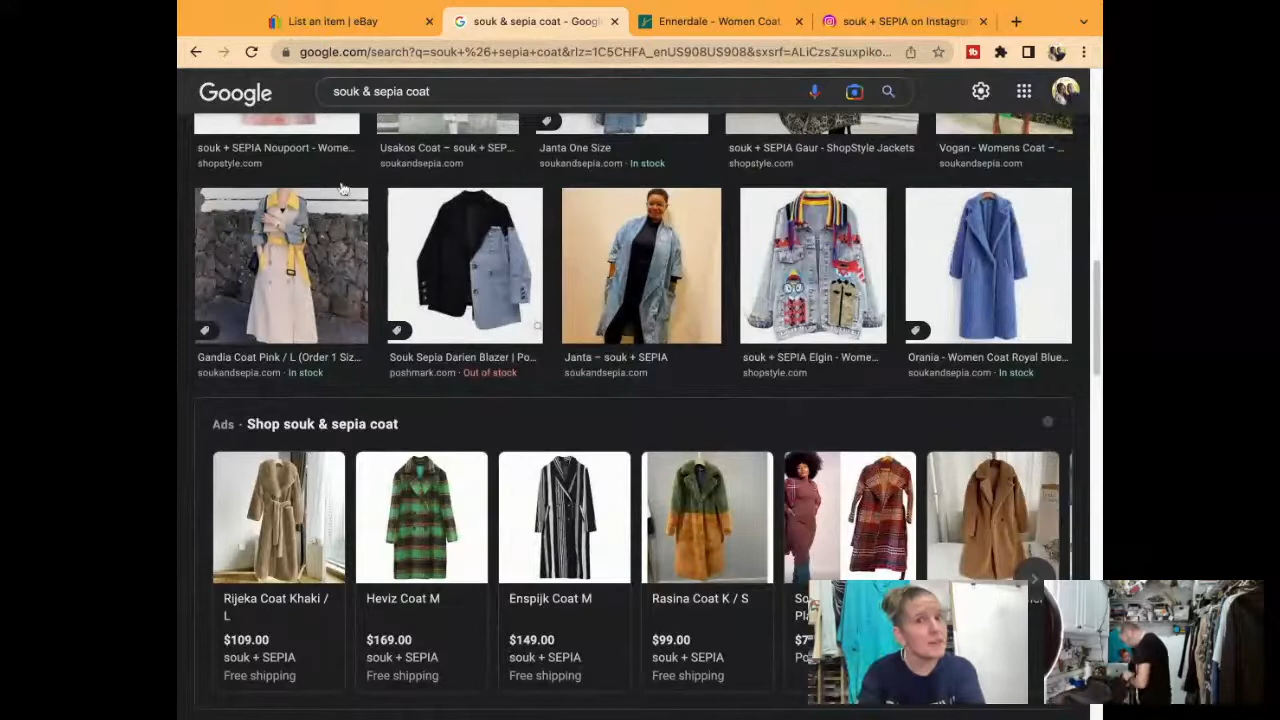 List an item | eBay
souk & sepia coat - Google
Ennerdale - Women Coat
souk + SEPIA on Instagram
google.com/search?q=souk+%26+sepia+coat&rlz=1C5CHFA_enUS908US908&sxsrf=ALiCzsZsuxpiko...
Google
souk & sepia coat
souk + SEPIA Noupoort - Wome...
shopstyle.com
Usakos Coat – souk + SEP...
soukandsepia.com
Janta One Size
soukandsepia.com · In stock
souk + SEPIA Gaur - ShopStyle Jackets
shopstyle.com
Vogan - Womens Coat – ...
soukandsepia.com
Gandia Coat Pink / L (Order 1 Siz...
soukandsepia.com · In stock
Souk Sepia Darien Blazer | Po...
poshmark.com · Out of stock
Janta – souk + SEPIA
soukandsepia.com
souk + SEPIA Elgin - Wome...
shopstyle.com
Orania - Women Coat Royal Blue...
soukandsepia.com · In stock
Ads · Shop souk & sepia coat
Rijeka Coat Khaki /
L
$109.00
souk + SEPIA
Free shipping
Heviz Coat M
$169.00
souk + SEPIA
Free shipping
Enspijk Coat M
$149.00
souk + SEPIA
Free shipping
Rasina Coat K / S
$99.00
souk + SEPIA
Free shipping